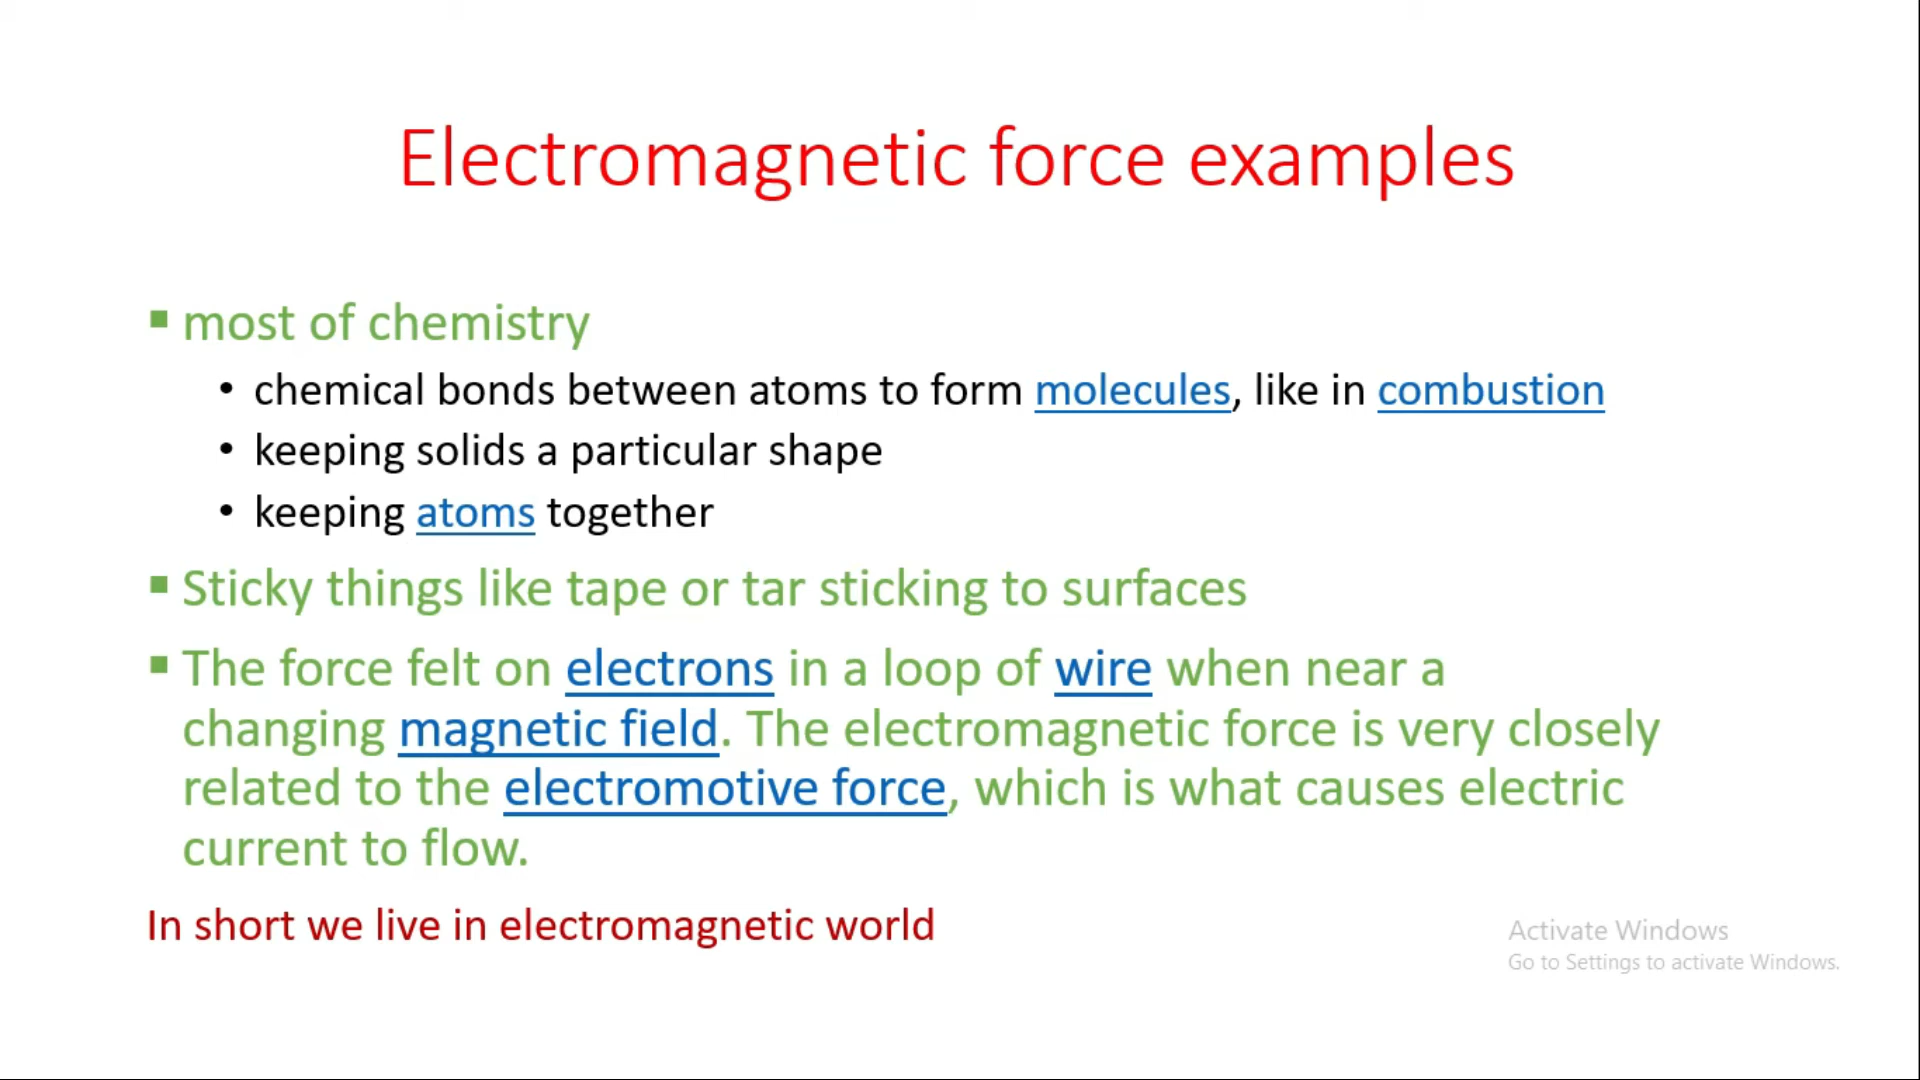 Electromagnetic force examples
▪ most of chemistry
• chemical bonds between atoms to form molecules, like in combustion
• keeping solids a particular shape
• keeping atoms together
▪ Sticky things like tape or tar sticking to surfaces
▪ The force felt on electrons in a loop of wire when near a
changing magnetic field. The electromagnetic force is very closely
related to the electromotive force, which is what causes electric
current to flow.
In short we live in electromagnetic world
Activate Windows
Go to Settings to activate Windows.